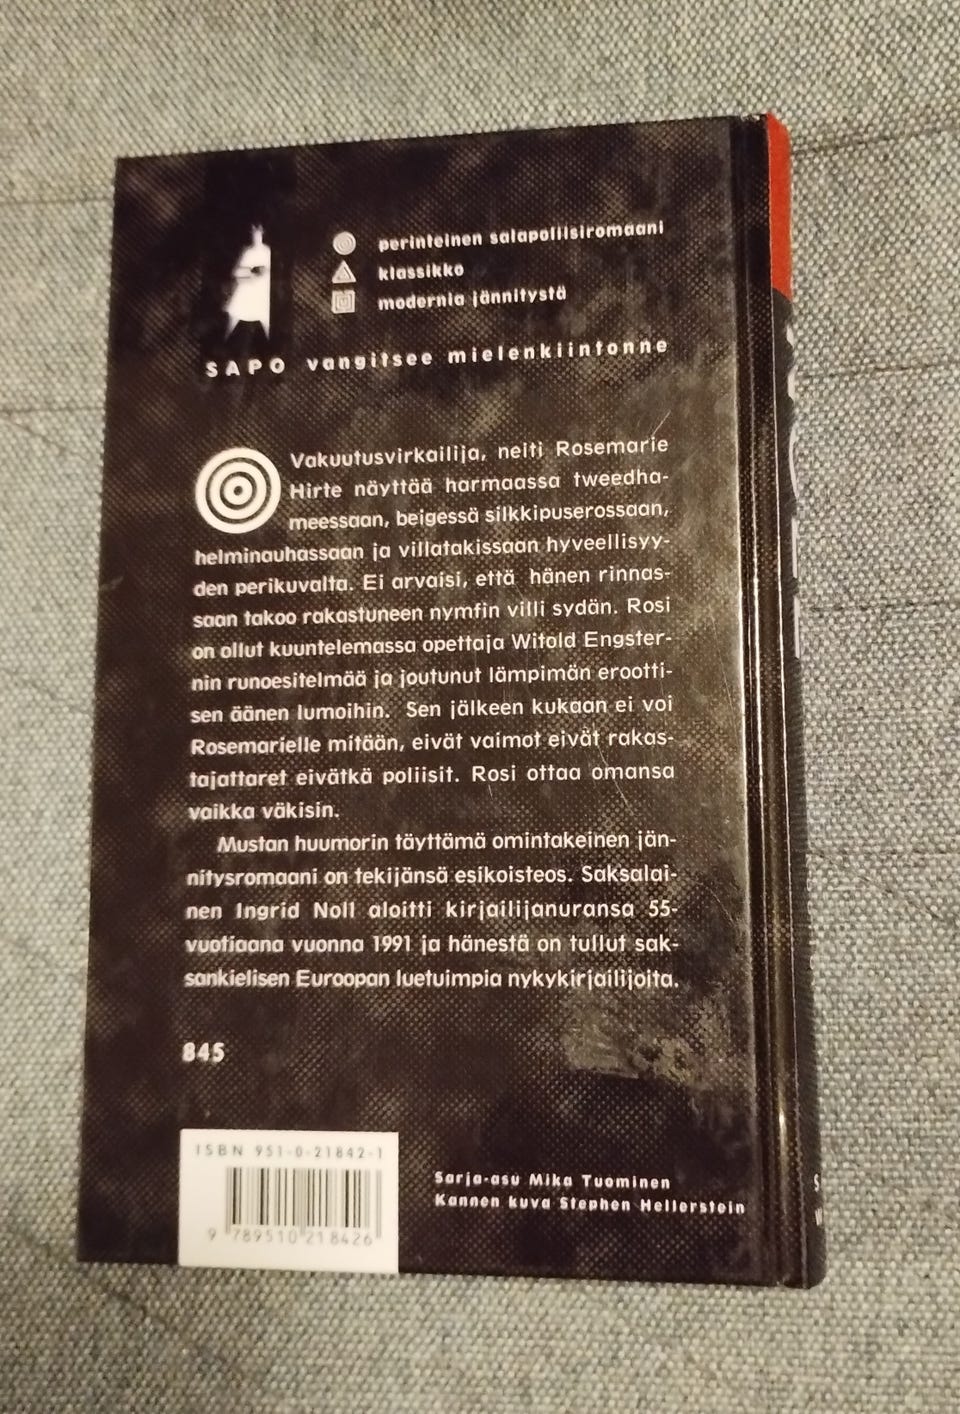 perinteinen salapoliisiromaani
klassikko
modernia jännitystä
SAPO vangitsee mielenkiintonne
Vakuutusvirkailija, neiti Rosemarie
Hirte näyttää harmaassa tweedha-
meessaan, beigessä silkkipuserossaan,
helminauhassaan ja villatakissaan hyveellisyy-
den perikuvalta. Ei arvaisi, että hänen rinnas-
saan takoo rakastuneen nymfin villi sydän. Rosi
on ollut kuuntelemassa opettaja Witold Engster-
nin runoesitelmää ja joutunut lämpimän erootti-
sen äänen lumoihin. Sen jälkeen kukaan ei voi
Rosemarielle mitään, eivät vaimot eivät rakas-
tajattaret eivätkä poliisit. Rosi ottaa omansa
vaikka väkisin.
Mustan huumorin täyttämä omintakeinen jän-
nitysromaani on tekijänsä esikoisteos. Saksalai-
nen Ingrid Noll aloitti kirjailijanuransa 55-
vuotiaana vuonna 1991 ja hänestä on tullut sak-
sankielisen Euroopan luetuimpia nykykirjailijoita.
845
ISBN 951-0-21842-1
9 789510 218426
Sarja-asu Mika Tuominen
Kannen kuva Stephen Hellerstein